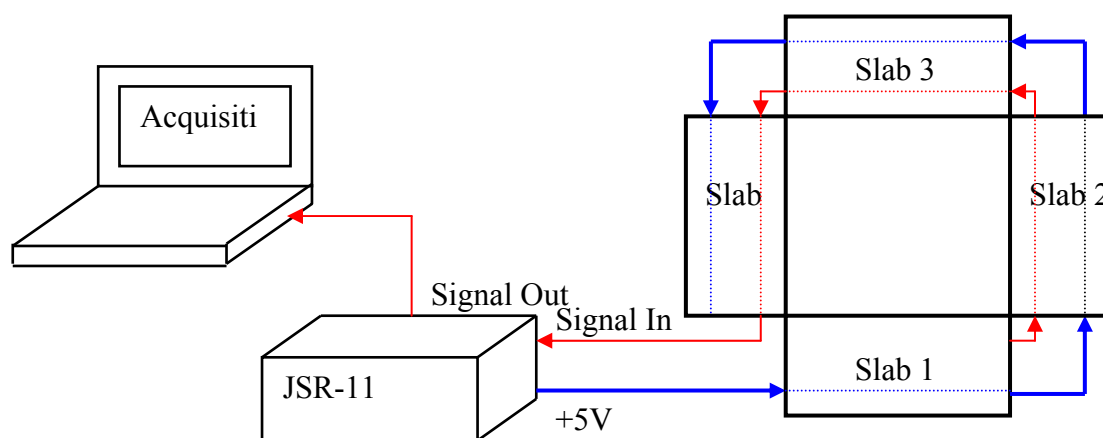 Slab 3
Acquisiti
Slab
Slab 2
Signal Out
Signal In
JSR-11
Slab 1
+5V